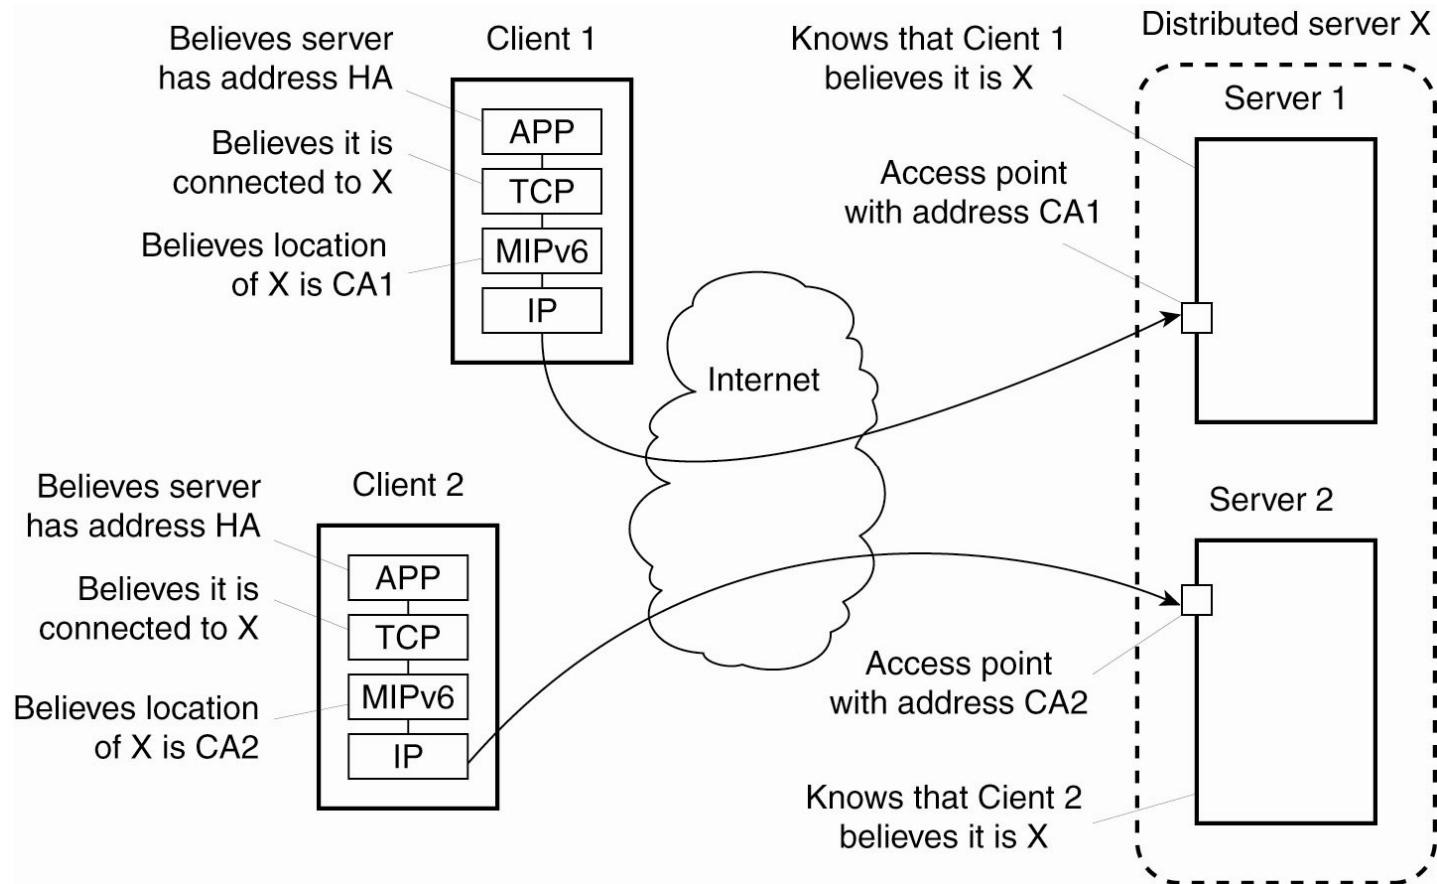 Distributed server X
Believes server
has address HA
Client 1
Knows that Cient 1
believes it is X
Server 1
APP
Believes it is
connected to X
TCP
Access point
with address CA1
Believes location
of X is CA1
MIPv6
IP
Internet
Believes server
has address HA
Client 2
Server 2
APP
Believes it is
connected to X
TCP
Access point
with address CA2
Believes location
of X is CA2
MIPv6
IP
Knows that Cient 2
believes it is X